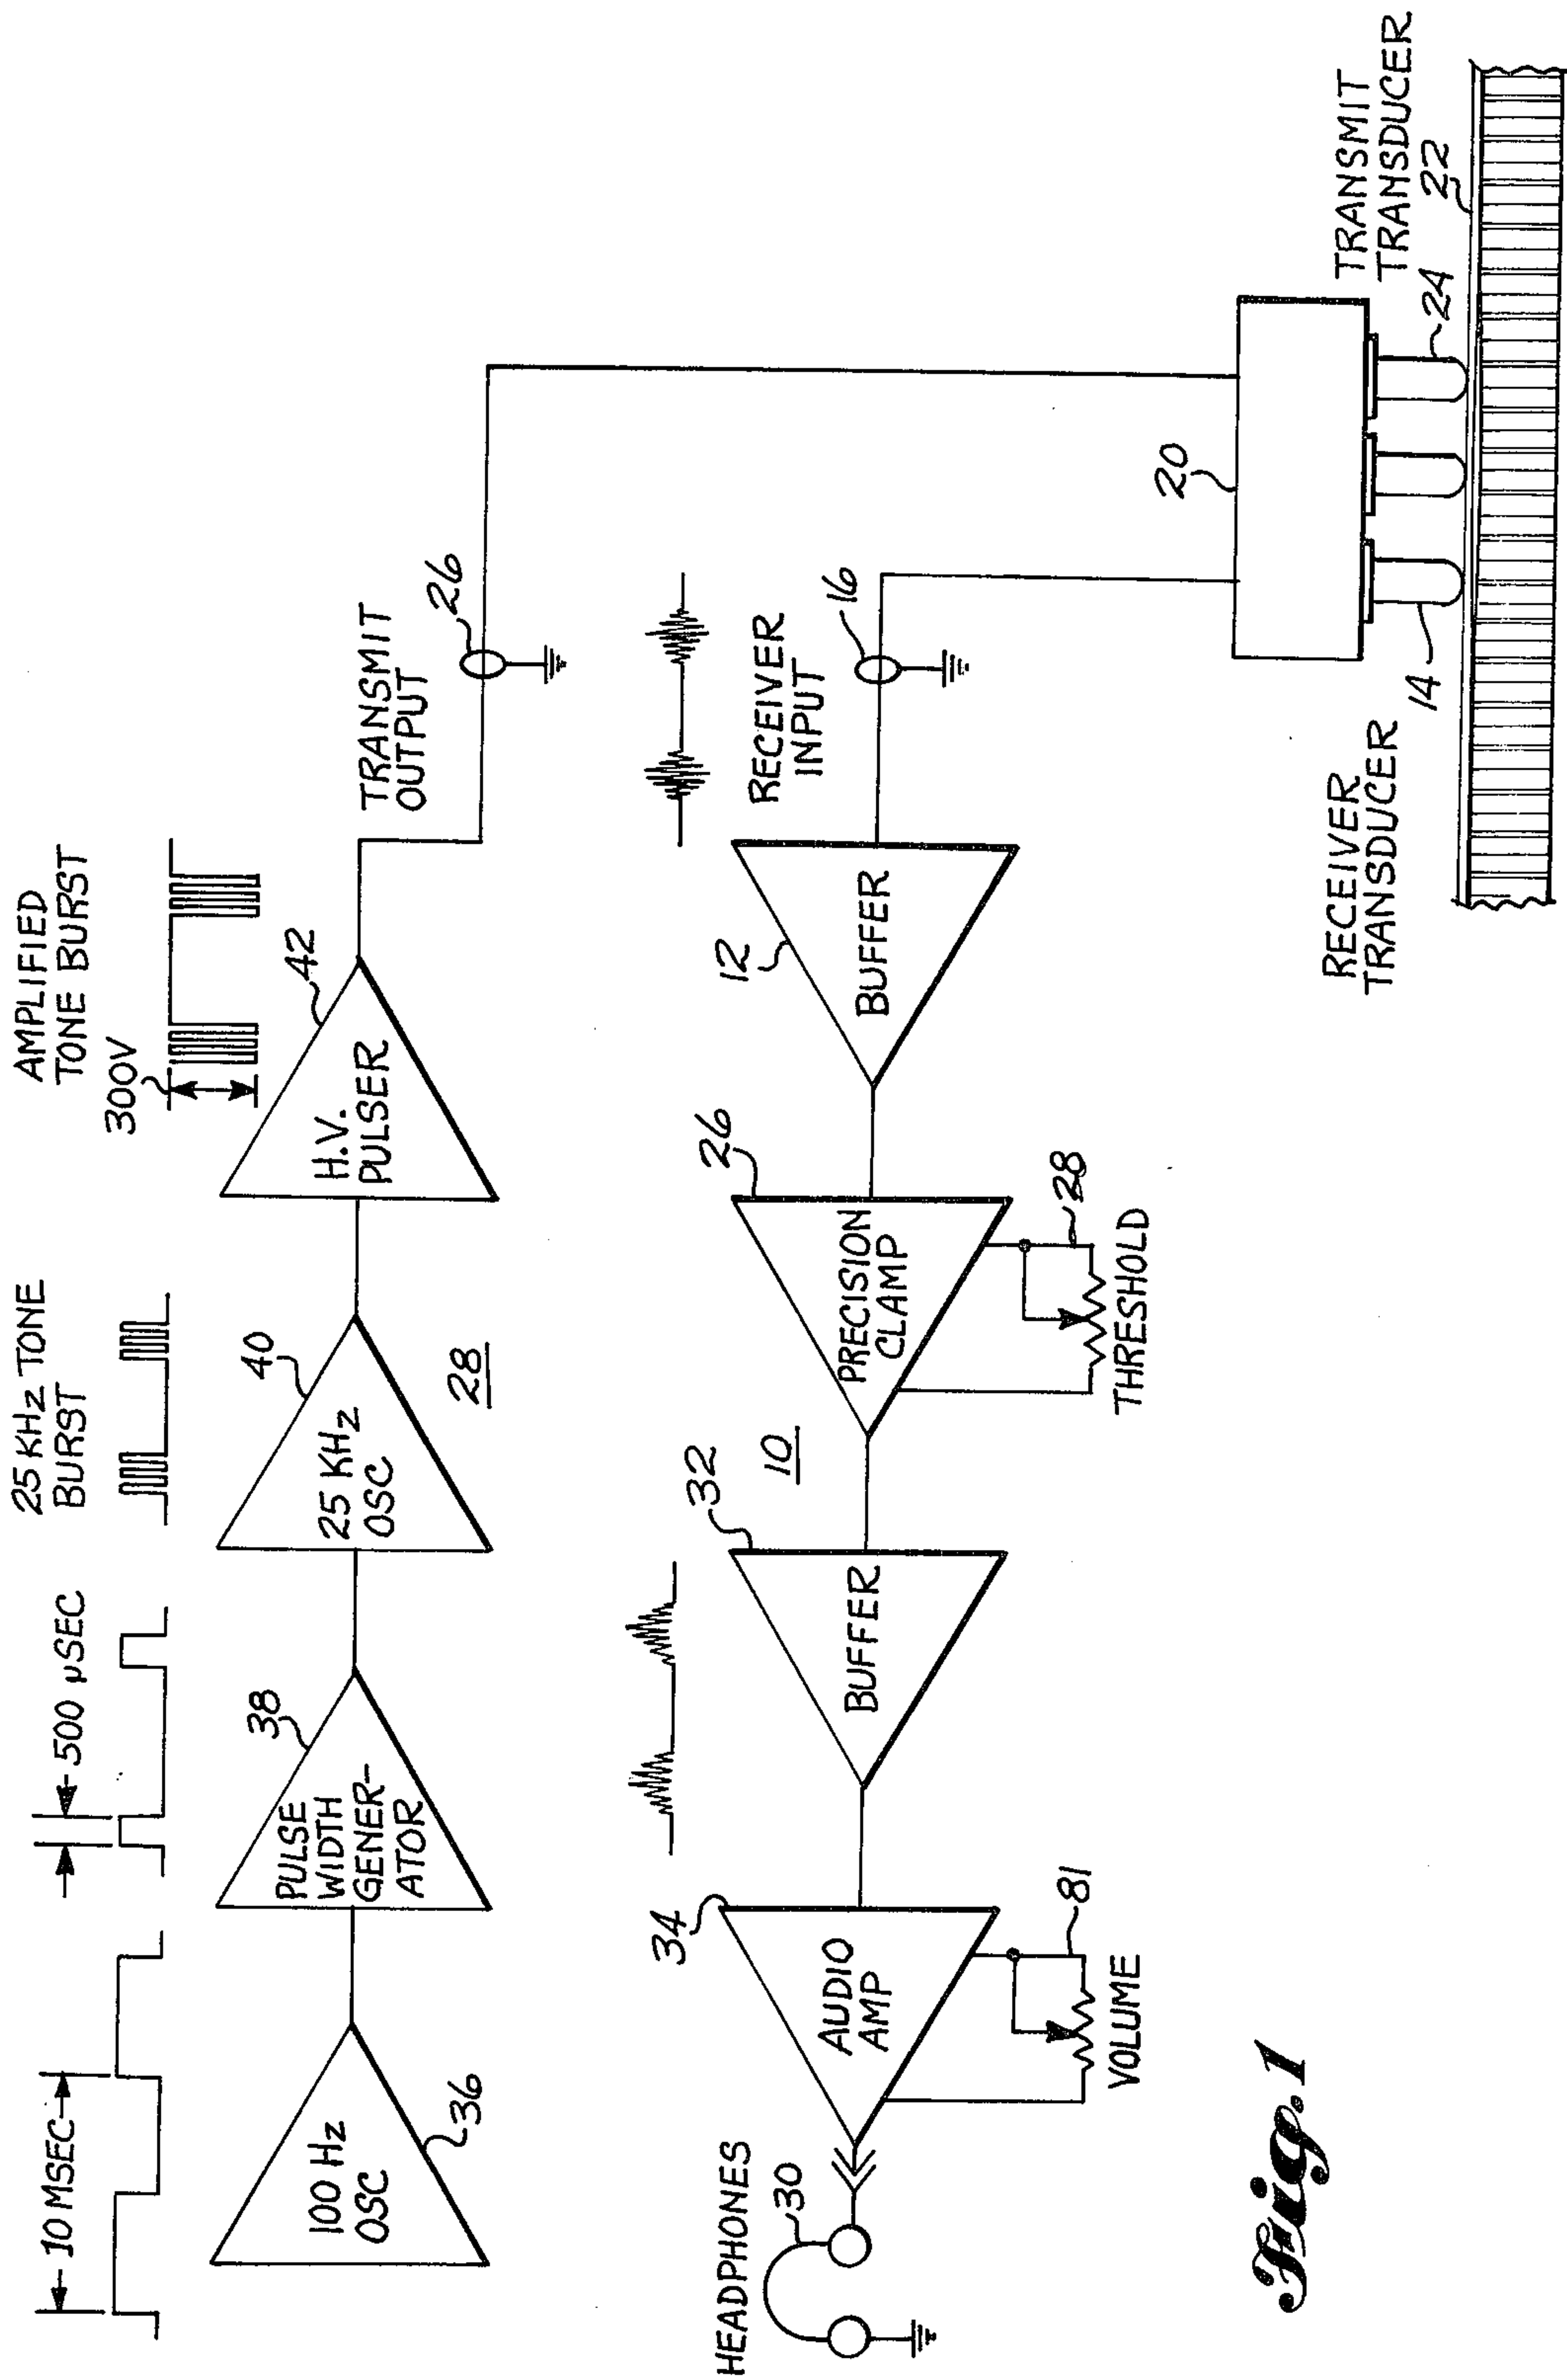 10 MSEC
500 µSEC
25 KHz TONE
BURST
AMPLIFIED
TONE BURST
300V
100 Hz
OSC
36
PULSE
WIDTH
GENER-
ATOR
38
25 KHz
OSC
40
28
H.V.
PULSER
42
TRANSMIT
OUTPUT
26
HEADPHONES
30
AUDIO
AMP
34
VOLUME
81
BUFFER
32
10
PRECISION
CLAMP
26
THRESHOLD
28
BUFFER
12
RECEIVER
INPUT
16
20
RECEIVER
TRANSDUCER
14
TRANSMIT
TRANSDUCER
24
22
Fig. 1